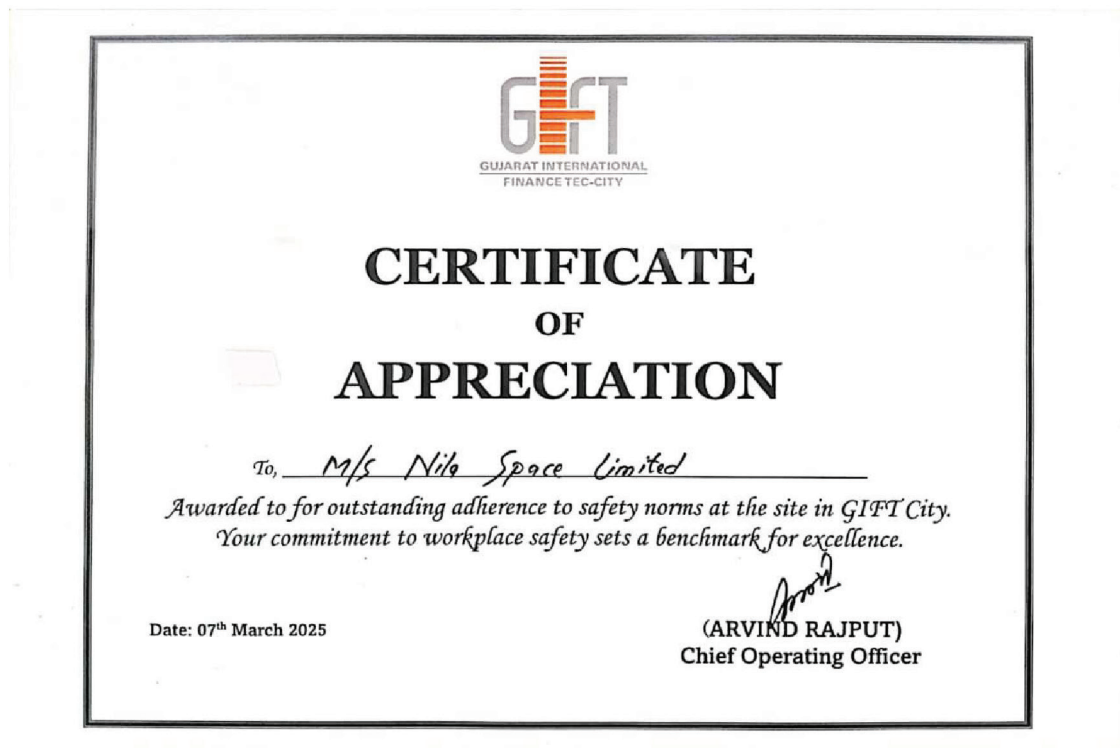 GIFT
GUJARAT INTERNATIONAL
FINANCE TEC-CITY
CERTIFICATE
OF
APPRECIATION
To, M/s Nila Space Limited
Awarded to for outstanding adherence to safety norms at the site in GIFT City.
Your commitment to workplace safety sets a benchmark for excellence.
Date: 07th March 2025
(ARVIND RAJPUT)
Chief Operating Officer